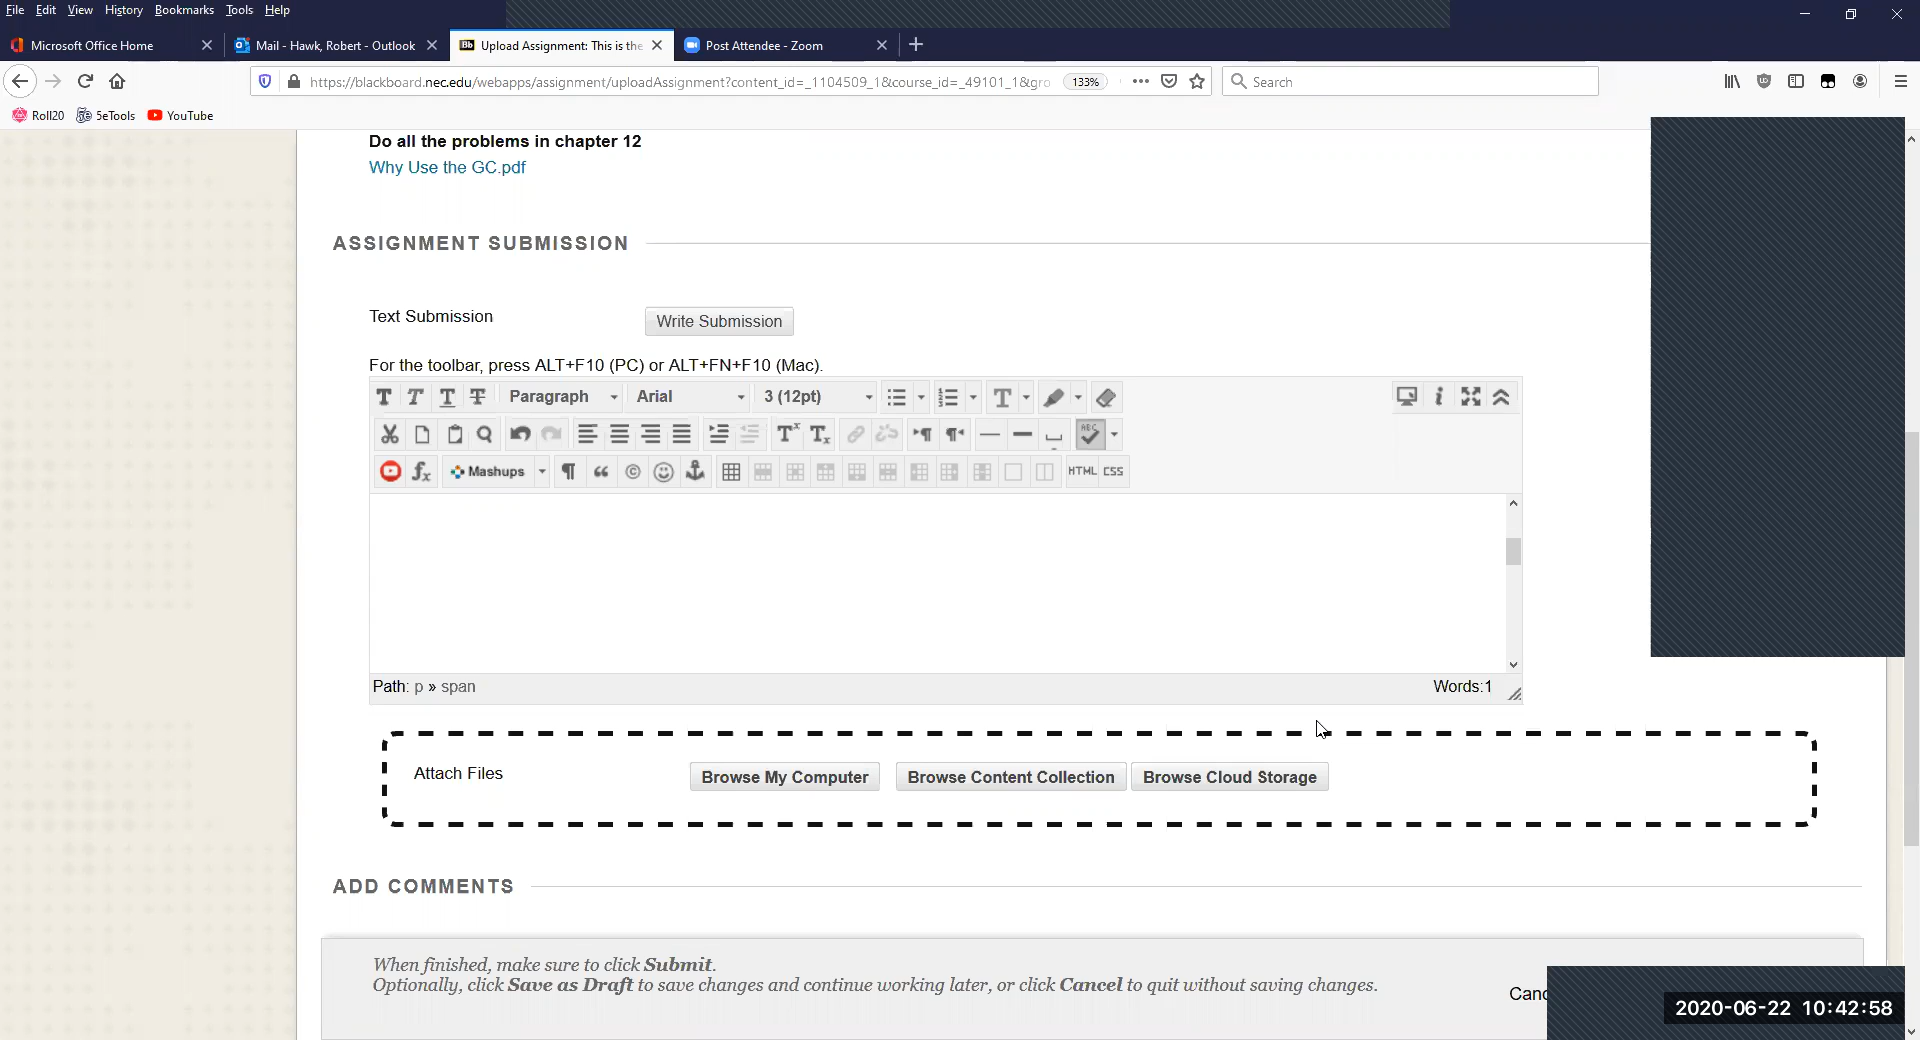 File Edit View History Bookmarks Tools Help
Microsoft Office Home
Mail - Hawk, Robert - Outlook
Bb Upload Assignment: This is the
Post Attendee - Zoom
https://blackboard.nec.edu/webapps/assignment/uploadAssignment?content_id=_1104509_1&course_id=_49101_1&gro
133%
Search
Roll20 5eTools YouTube
Do all the problems in chapter 12
Why Use the GC.pdf
ASSIGNMENT SUBMISSION
Text Submission
Write Submission
For the toolbar, press ALT+F10 (PC) or ALT+FN+F10 (Mac).
T T T T Paragraph Arial 3 (12pt) T
Tx Tx ABC
fx Mashups HTML CSS
Path: p » span
Words:1
Attach Files
Browse My Computer Browse Content Collection Browse Cloud Storage
ADD COMMENTS
When finished, make sure to click Submit.
Optionally, click Save as Draft to save changes and continue working later, or click Cancel to quit without saving changes.
Canc
2020-06-22 10:42:58